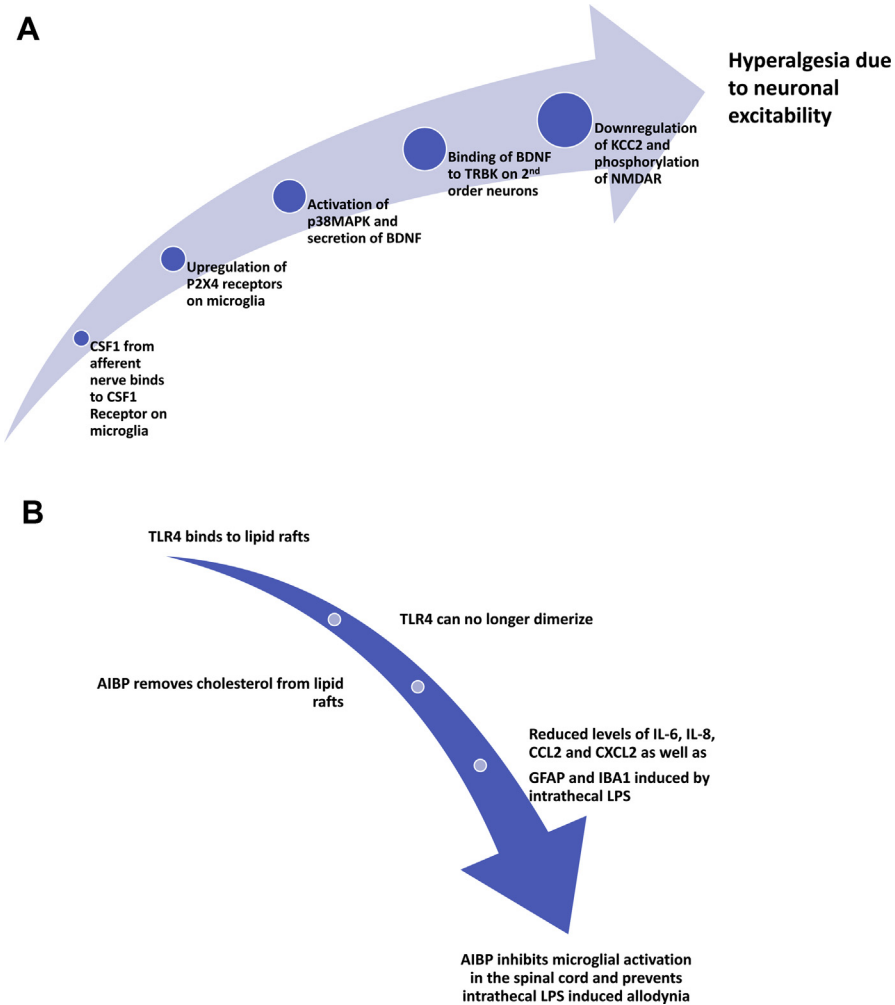 A
Hyperalgesia due
to neuronal
excitability
Downregulation
of KCC2 and
phosphorylation
of NMDAR
Binding of BDNF
to TRBK on 2nd
order neurons
Activation of
p38MAPK and
secretion of BDNF
Upregulation of
P2X4 receptors
on microglia
CSF1 from
afferent
nerve binds
to CSF1
Receptor on
microglia
B
TLR4 binds to lipid rafts
TLR4 can no longer dimerize
AIBP removes cholesterol from lipid
rafts
Reduced levels of IL-6, IL-8,
CCL2 and CXCL2 as well as
GFAP and IBA1 induced by
intrathecal LPS
AIBP inhibits microglial activation
in the spinal cord and prevents
intrathecal LPS induced allodynia